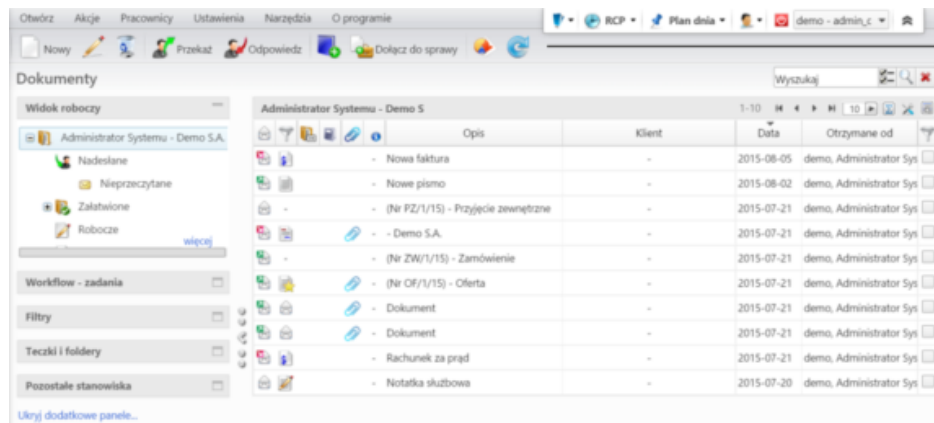 Otwórz Akcje Pracownicy Ustawienia Narzędzia O programie RCP Plan dnia demo - admin_c
Nowy Przekaż Odpowiedz Dołącz do sprawy
Dokumenty Wyszukaj
Widok roboczy Administrator Systemu - Demo S 1-10 10
Administrator Systemu - Demo S.A. Opis Klient Data Otrzymane od
Nadesłane - Nowa faktura - 2015-08-05 demo, Administrator Sys
Nieprzeczytane - Nowe pismo - 2015-08-02 demo, Administrator Sys
Załatwione - - (Nr PZ/1/15) - Przyjęcie zewnętrzne - 2015-07-21 demo, Administrator Sys
Robocze - - Demo S.A. - 2015-07-21 demo, Administrator Sys
więcej
- - (Nr ZW/1/15) - Zamówienie - 2015-07-21 demo, Administrator Sys
Workflow - zadania - (Nr OF/1/15) - Oferta - 2015-07-21 demo, Administrator Sys
Filtry - Dokument - 2015-07-21 demo, Administrator Sys
- Dokument - 2015-07-21 demo, Administrator Sys
Teczki i foldery - Rachunek za prąd - 2015-07-21 demo, Administrator Sys
Pozostałe stanowiska - Notatka służbowa - 2015-07-20 demo, Administrator Sys
Ukryj dodatkowe panele...